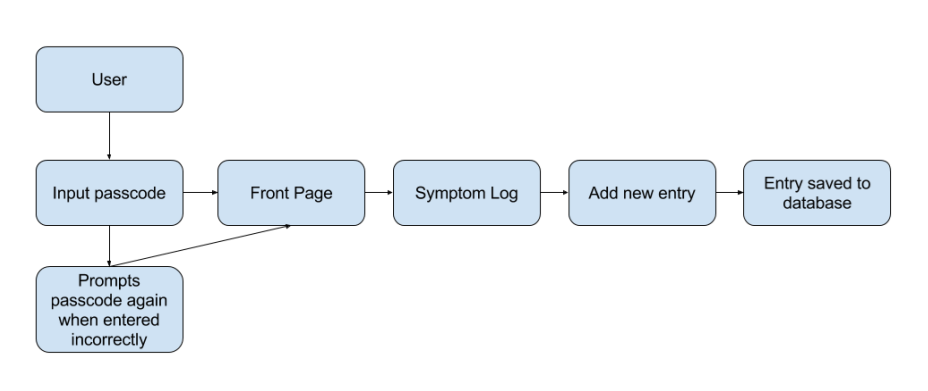 User
Input passcode
Front Page
Symptom Log
Add new entry
Entry saved to
database
Prompts
passcode again
when entered
incorrectly